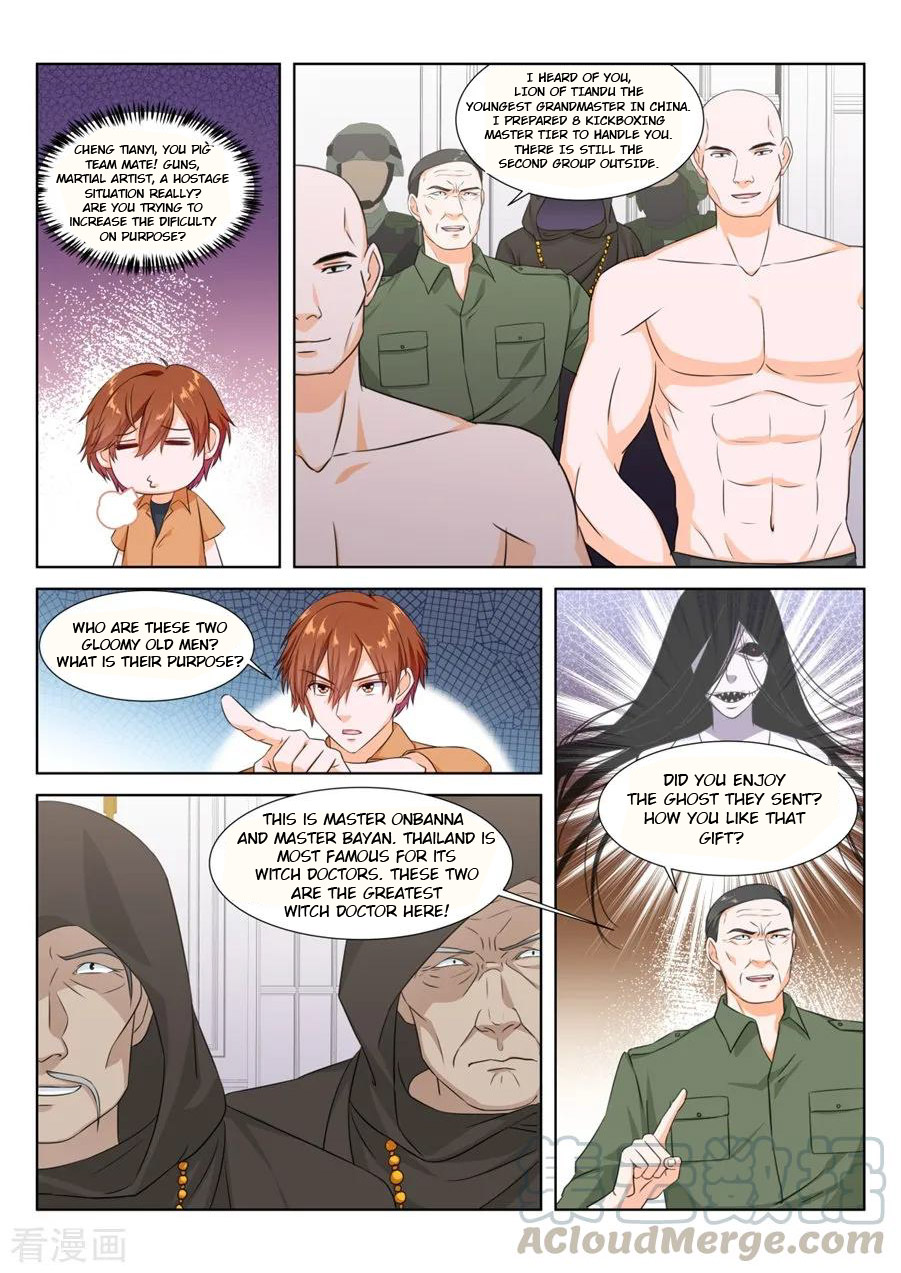 CHENG TIANYI, YOU PIG
TEAM MATE! GUNS,
MARTIAL ARTIST, A HOSTAGE
SITUATION REALLY?
ARE YOU TRYING TO
INCREASE THE DIFICULTY
ON PURPOSE?
I HEARD OF YOU,
LION OF TIANDU THE
YOUNGEST GRANDMASTER IN CHINA.
I PREPARED 8 KICKBOXING
MASTER TIER TO HANDLE YOU.
THERE IS STILL THE
SECOND GROUP OUTSIDE.
WHO ARE THESE TWO
GLOOMY OLD MEN?
WHAT IS THEIR PURPOSE?
DID YOU ENJOY
THE GHOST THEY SENT?
HOW YOU LIKE THAT
GIFT?
THIS IS MASTER ONBANNA
AND MASTER BAYAN. THAILAND IS
MOST FAMOUS FOR ITS
WITCH DOCTORS. THESE TWO
ARE THE GREATEST
WITCH DOCTOR HERE!
看漫画
ACloudMerge.com